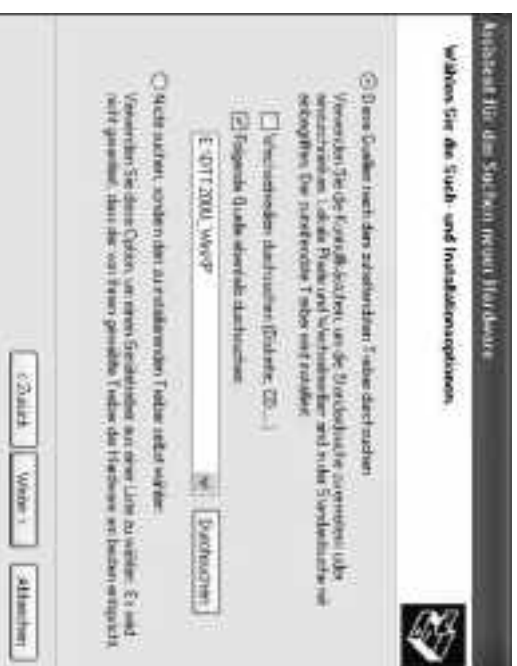 Assistent für das Suchen neuer Hardware
Wählen Sie die Such- und Installationsoptionen.
Diese Quellen nach dem zutreffenden Treiber durchsuchen
Verwenden Sie die Kontrollkästchen, um die Standardsuche zu erweitern oder
einzuschränken. Lokale Pfade und Wechselmedien sind in der Standardsuche mit
einbegriffen. Der zutreffendste Treiber wird installiert.
Wechselmedien durchsuchen (Diskette, CD,...)
Folgende Quelle ebenfalls durchsuchen:
E:\DTT2000_WinXP
Durchsuchen
Nicht suchen, sondern den zu installierenden Treiber selbst wählen
Verwenden Sie diese Option, um einen Gerätetreiber aus einer Liste zu wählen. Es wird
nicht garantiert, dass der von Ihnen gewählte Treiber der Hardware am besten entspricht.
< Zurück
Weiter >
Abbrechen